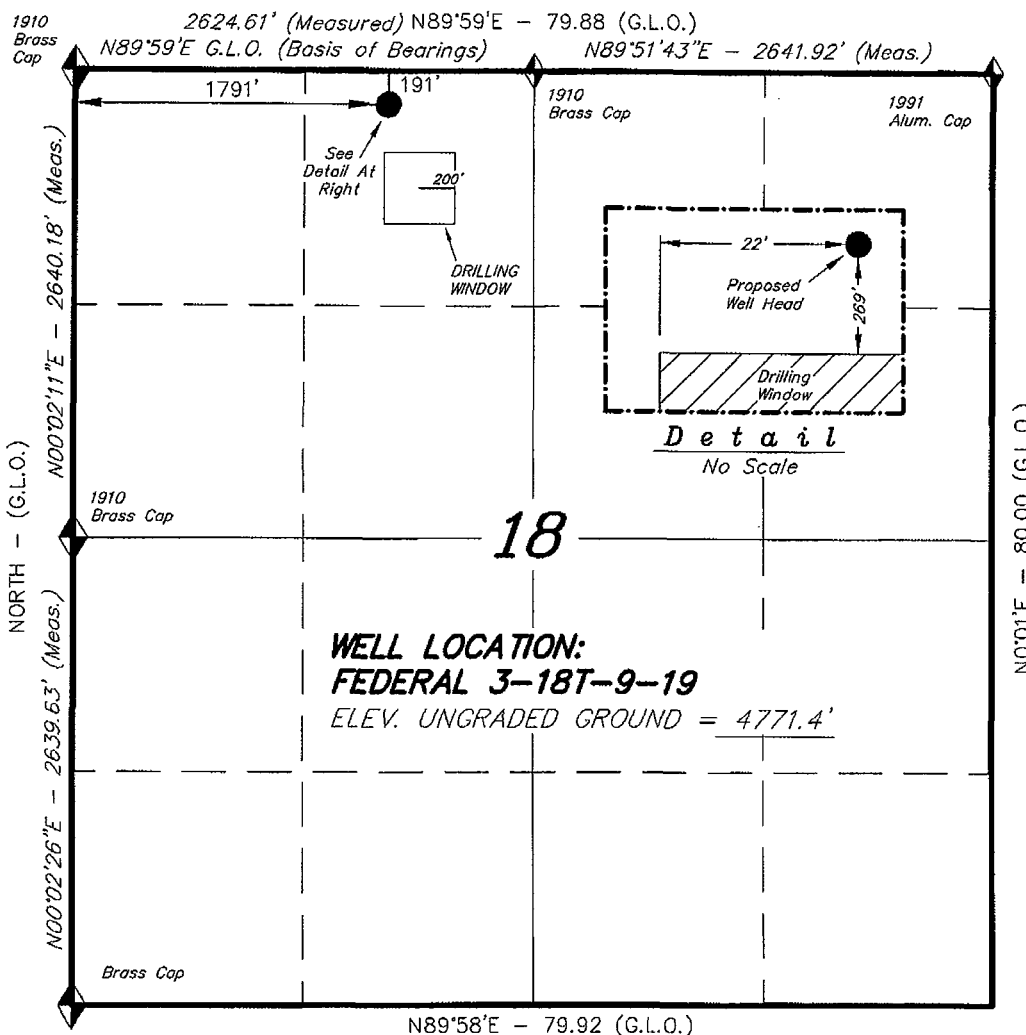 1910
Brass
Cap
2624.61' (Measured) N89°59'E - 79.88 (G.L.O.)
N89°59'E G.L.O. (Basis of Bearings)
N89°51'43"E - 2641.92' (Meas.)
1791'
191'
1910
Brass Cap
1991
Alum. Cap
See
Detail At
Right
200'
DRILLING
WINDOW
22'
Proposed
Well Head
269'
Drilling
Window
Detail
No Scale
N00°02'11"E - 2640.18' (Meas.)
NORTH - (G.L.O.)
N0°01'E - 80.00 (G.L.O.)
1910
Brass Cap
18
WELL LOCATION:
FEDERAL 3-18T-9-19
ELEV. UNGRADED GROUND = 4771.4'
N00°02'26"E - 2639.63' (Meas.)
Brass Cap
N89°58'E - 79.92 (G.L.O.)